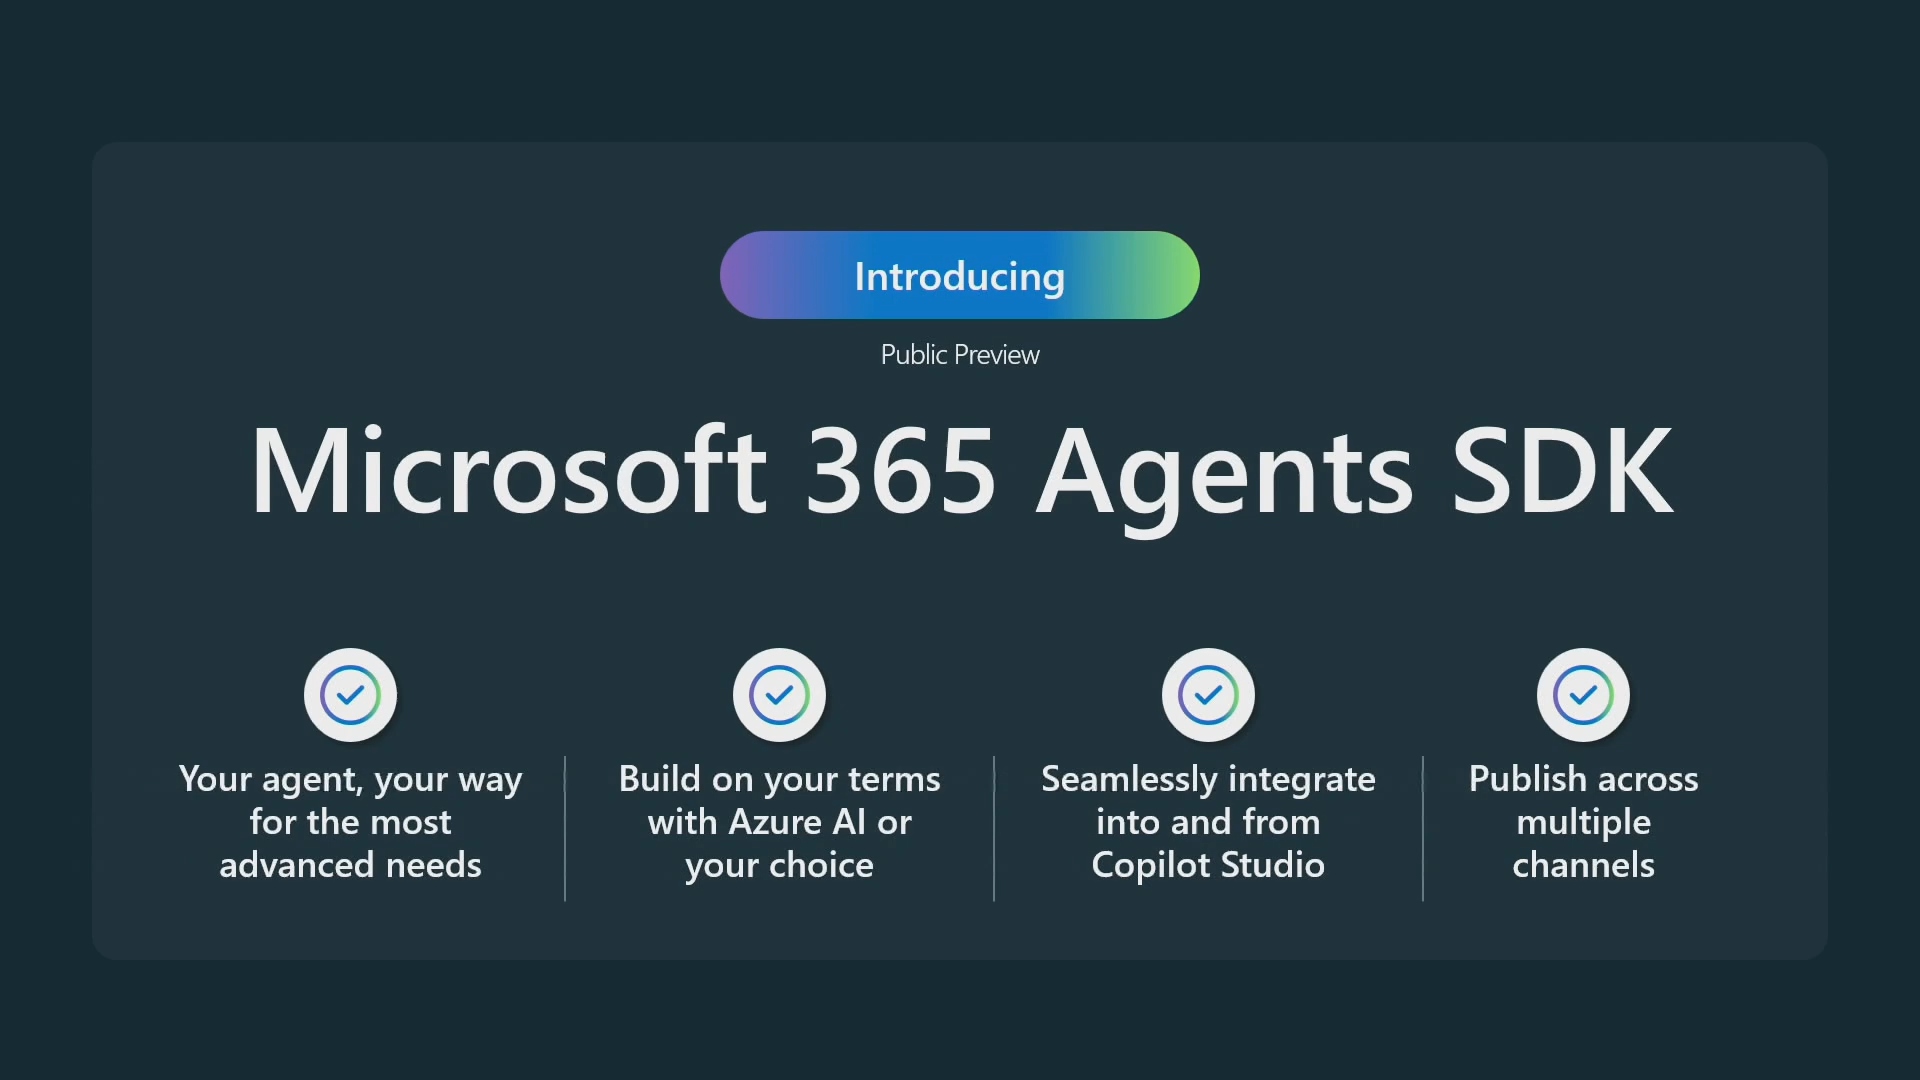 Introducing
Public Preview
Microsoft 365 Agents SDK
Your agent, your way
for the most
advanced needs
Build on your terms
with Azure AI or
your choice
Seamlessly integrate
into and from
Copilot Studio
Publish across
multiple
channels